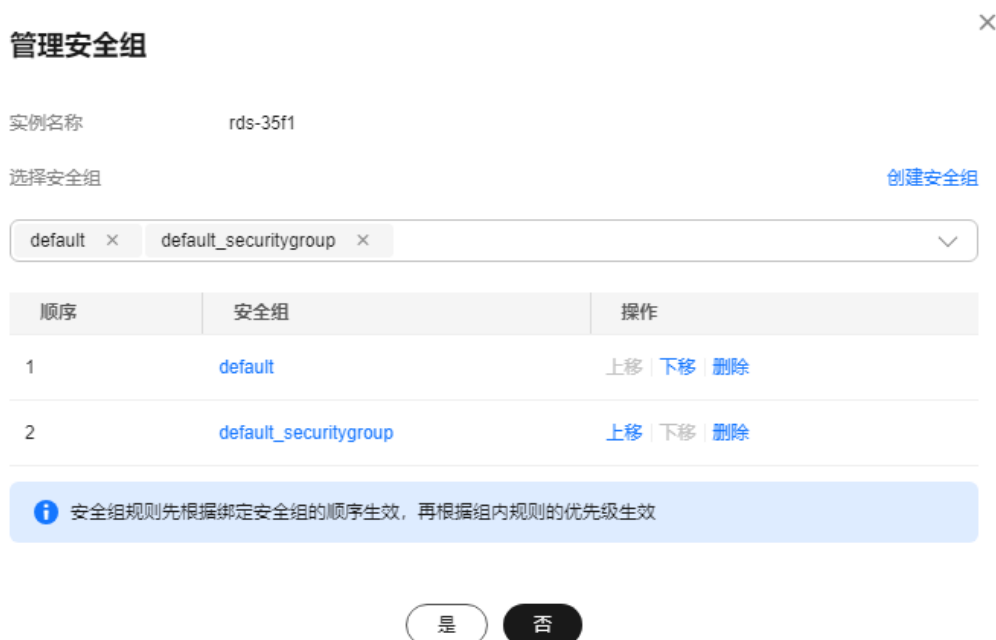 管理安全组
实例名称 rds-35f1
选择安全组 创建安全组
default default_securitygroup
顺序 安全组 操作
1 default 上移 下移 删除
2 default_securitygroup 上移 下移 删除
安全组规则先根据绑定安全组的顺序生效，再根据组内规则的优先级生效
是 否